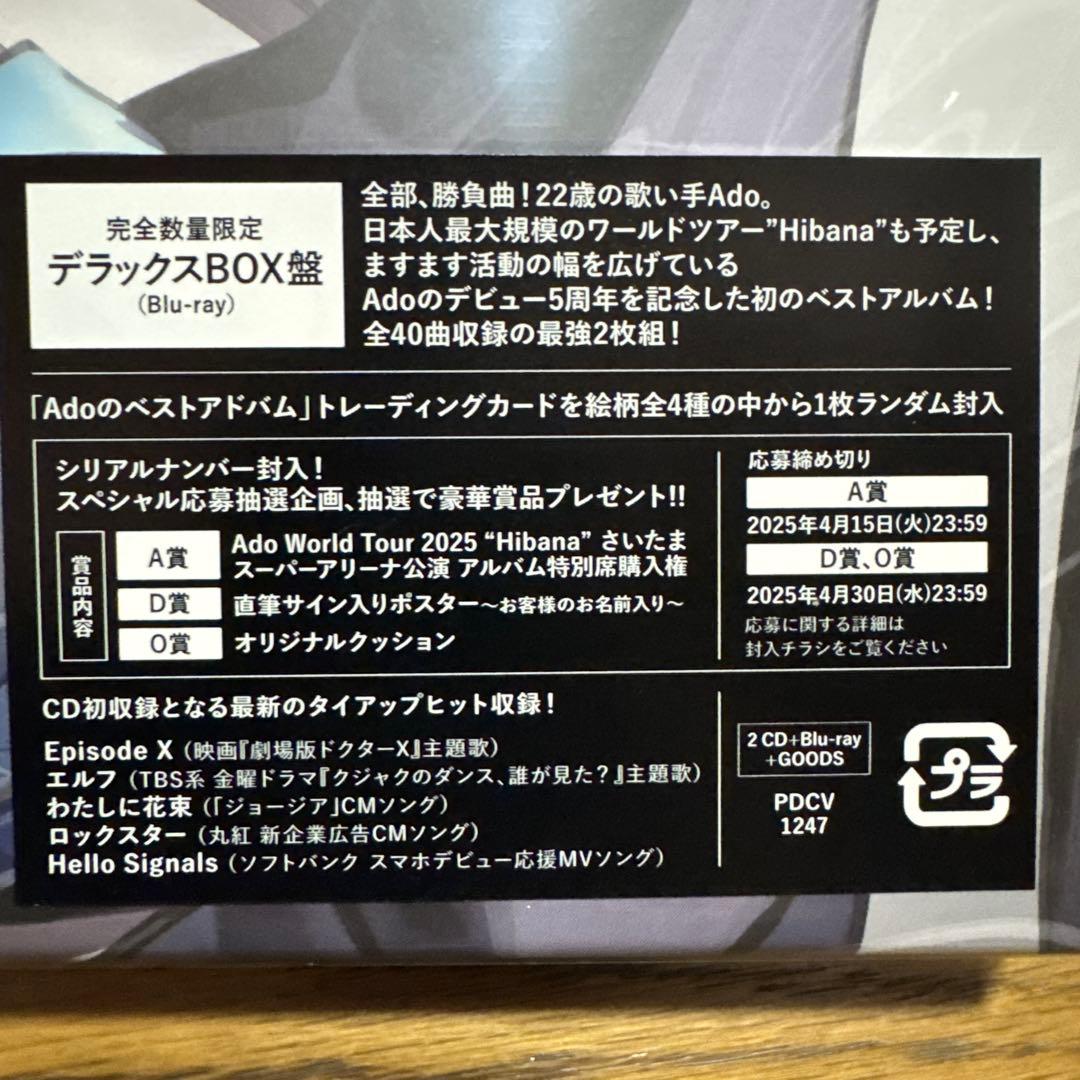 完全数量限定
デラックスBOX盤
(Blu-ray)
全部、勝負曲！22歳の歌い手Ado。
日本人最大規模のワールドツアー”Hibana”も予定し、
ますます活動の幅を広げている
Adoのデビュー5周年を記念した初のベストアルバム！
全40曲収録の最強2枚組！
「Adoのベストアドバム」トレーディングカードを絵柄全4種の中から1枚ランダム封入
シリアルナンバー封入！
スペシャル応募抽選企画、抽選で豪華賞品プレゼント!!
賞品内容
A賞
Ado World Tour 2025 “Hibana” さいたま
スーパーアリーナ公演 アルバム特別席購入権
D賞
直筆サイン入りポスター～お客様のお名前入り～
O賞
オリジナルクッション
応募締め切り
A賞
2025年4月15日(火)23:59
D賞、O賞
2025年4月30日(水)23:59
応募に関する詳細は
封入チラシをご覧ください
CD初収録となる最新のタイアップヒット収録！
Episode X（映画『劇場版ドクターX』主題歌）
エルフ（TBS系 金曜ドラマ『クジャクのダンス、誰が見た？』主題歌）
わたしに花束（「ジョージア」CMソング）
ロックスター（丸紅 新企業広告CMソング）
Hello Signals（ソフトバンク スマホデビュー応援MVソング）
2 CD+Blu-ray
+GOODS
PDCV
1247
プラ